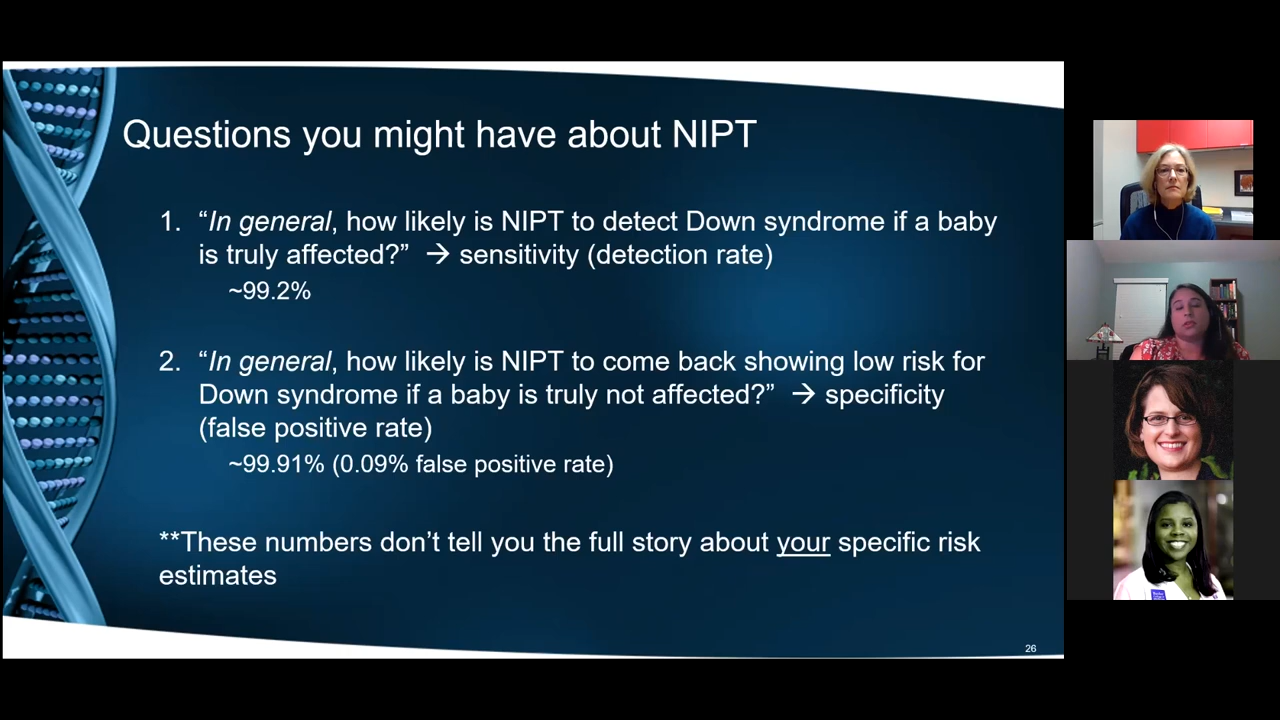 Questions you might have about NIPT
1. “In general, how likely is NIPT to detect Down syndrome if a baby
is truly affected?” → sensitivity (detection rate)
~99.2%
2. “In general, how likely is NIPT to come back showing low risk for
Down syndrome if a baby is truly not affected?” → specificity
(false positive rate)
~99.91% (0.09% false positive rate)
**These numbers don’t tell you the full story about your specific risk
estimates
26